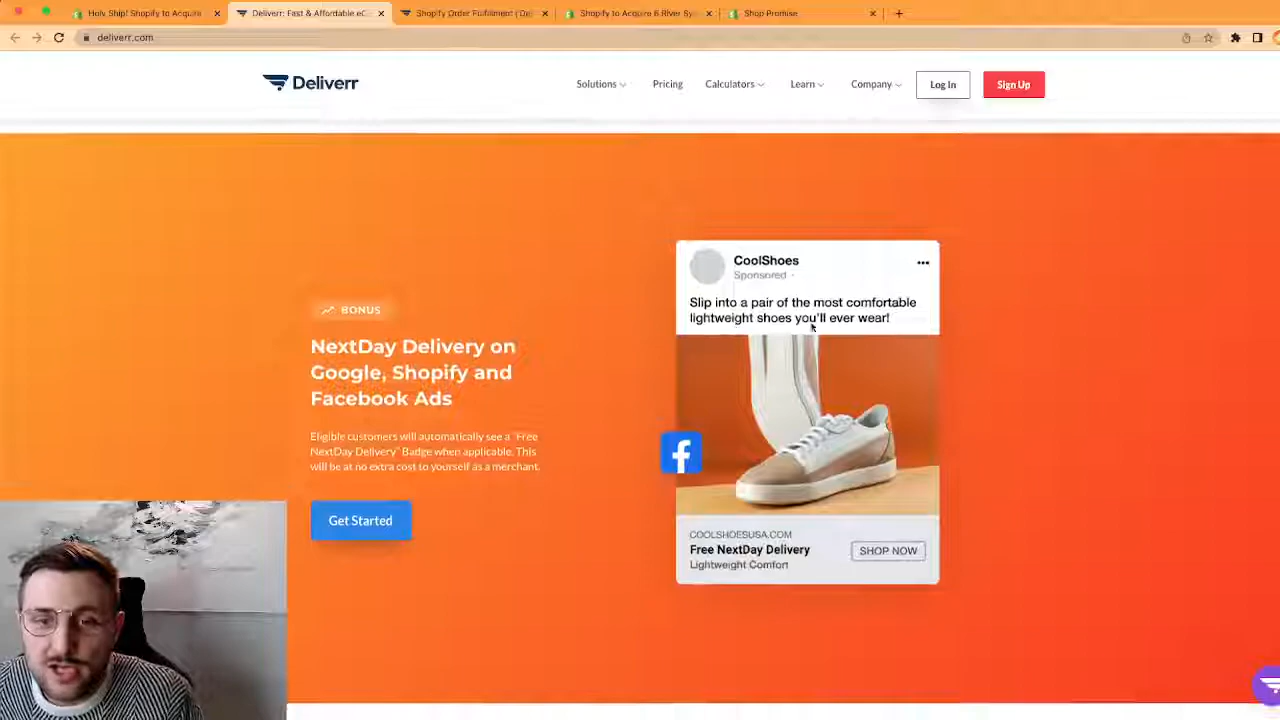 Holy Ship! Shopify to Acquire
Deliverr: Fast & Affordable eC
Shopify Order Fulfillment (Del
Shopify to Acquire 6 River Sy
Shop Promise
deliverr.com
Deliverr
Solutions
Pricing
Calculators
Learn
Company
Log In
Sign Up
BONUS
NextDay Delivery on
Google, Shopify and
Facebook Ads
Eligible customers will automatically see a "Free
NextDay Delivery" Badge when applicable. This
will be at no extra cost to yourself as a merchant.
Get Started
CoolShoes
Sponsored ·
Slip into a pair of the most comfortable
lightweight shoes you'll ever wear!
COOLSHOESUSA.COM
Free NextDay Delivery
Lightweight Comfort
SHOP NOW